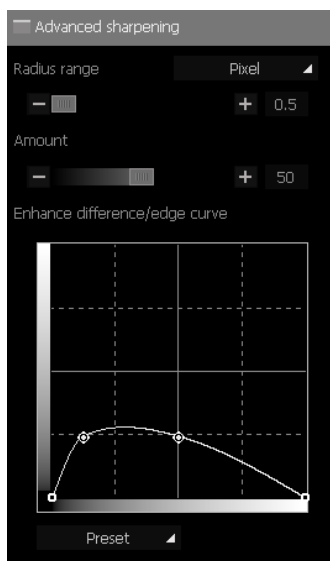 Advanced sharpening
Radius range Pixel
0.5
Amount
50
Enhance difference/edge curve
Preset